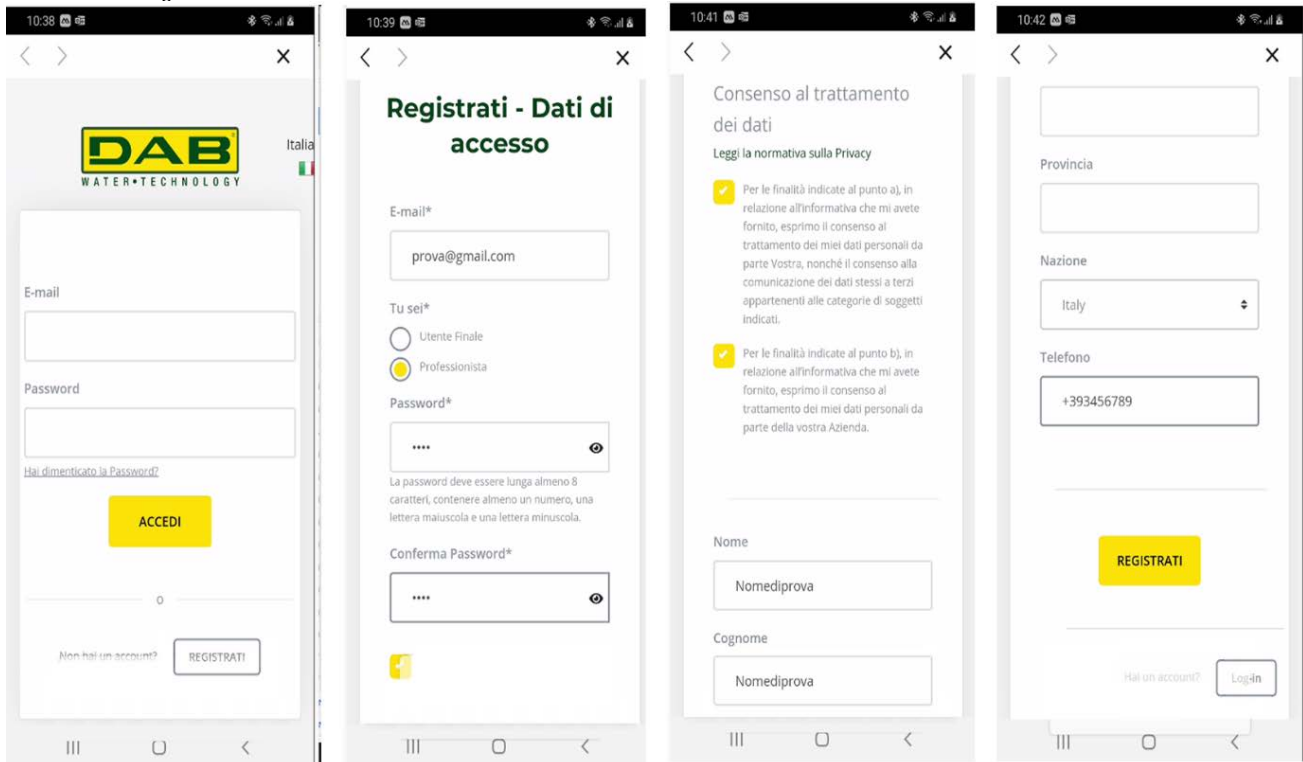 10:38
DAB
WATER•TECHNOLOGY
Italia
E-mail
Password
Hai dimenticato la Password?
ACCEDI
o
Non hai un account?
REGISTRATI
10:39
Registrati - Dati di
accesso
E-mail*
prova@gmail.com
Tu sei*
Utente Finale
Professionista
Password*
••••
La password deve essere lunga almeno 8
caratteri, contenere almeno un numero, una
lettera maiuscola e una lettera minuscola.
Conferma Password*
••••
10:41
Consenso al trattamento
dei dati
Leggi la normativa sulla Privacy
Per le finalità indicate al punto a), in
relazione all'informativa che mi avete
fornito, esprimo il consenso al
trattamento dei miei dati personali da
parte Vostra, nonché il consenso alla
comunicazione dei dati stessi a terzi
appartenenti alle categorie di soggetti
indicati.
Per le finalità indicate al punto b), in
relazione all'informativa che mi avete
fornito, esprimo il consenso al
trattamento dei miei dati personali da
parte della vostra Azienda.
Nome
Nomediprova
Cognome
Nomediprova
10:42
Provincia
Nazione
Italy
Telefono
+393456789
REGISTRATI
Hai un account?
Log-in